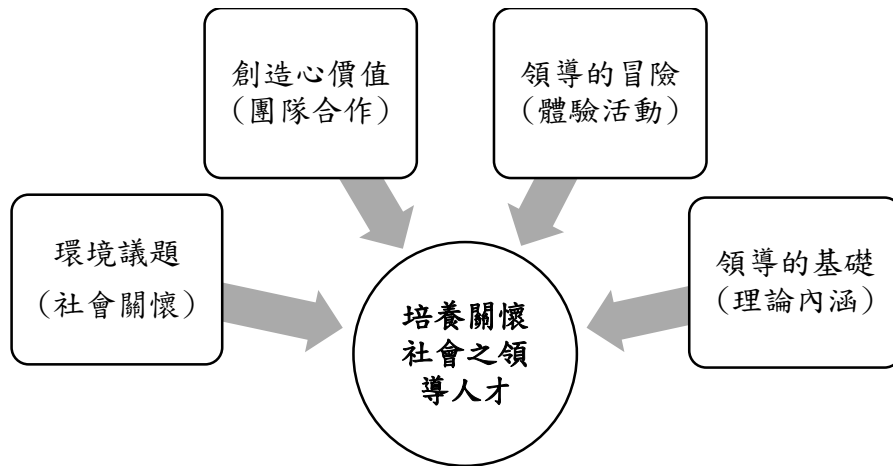 創造心價值
（團隊合作）
領導的冒險
（體驗活動）
環境議題
（社會關懷）
領導的基礎
（理論內涵）
培養關懷
社會之領
導人才